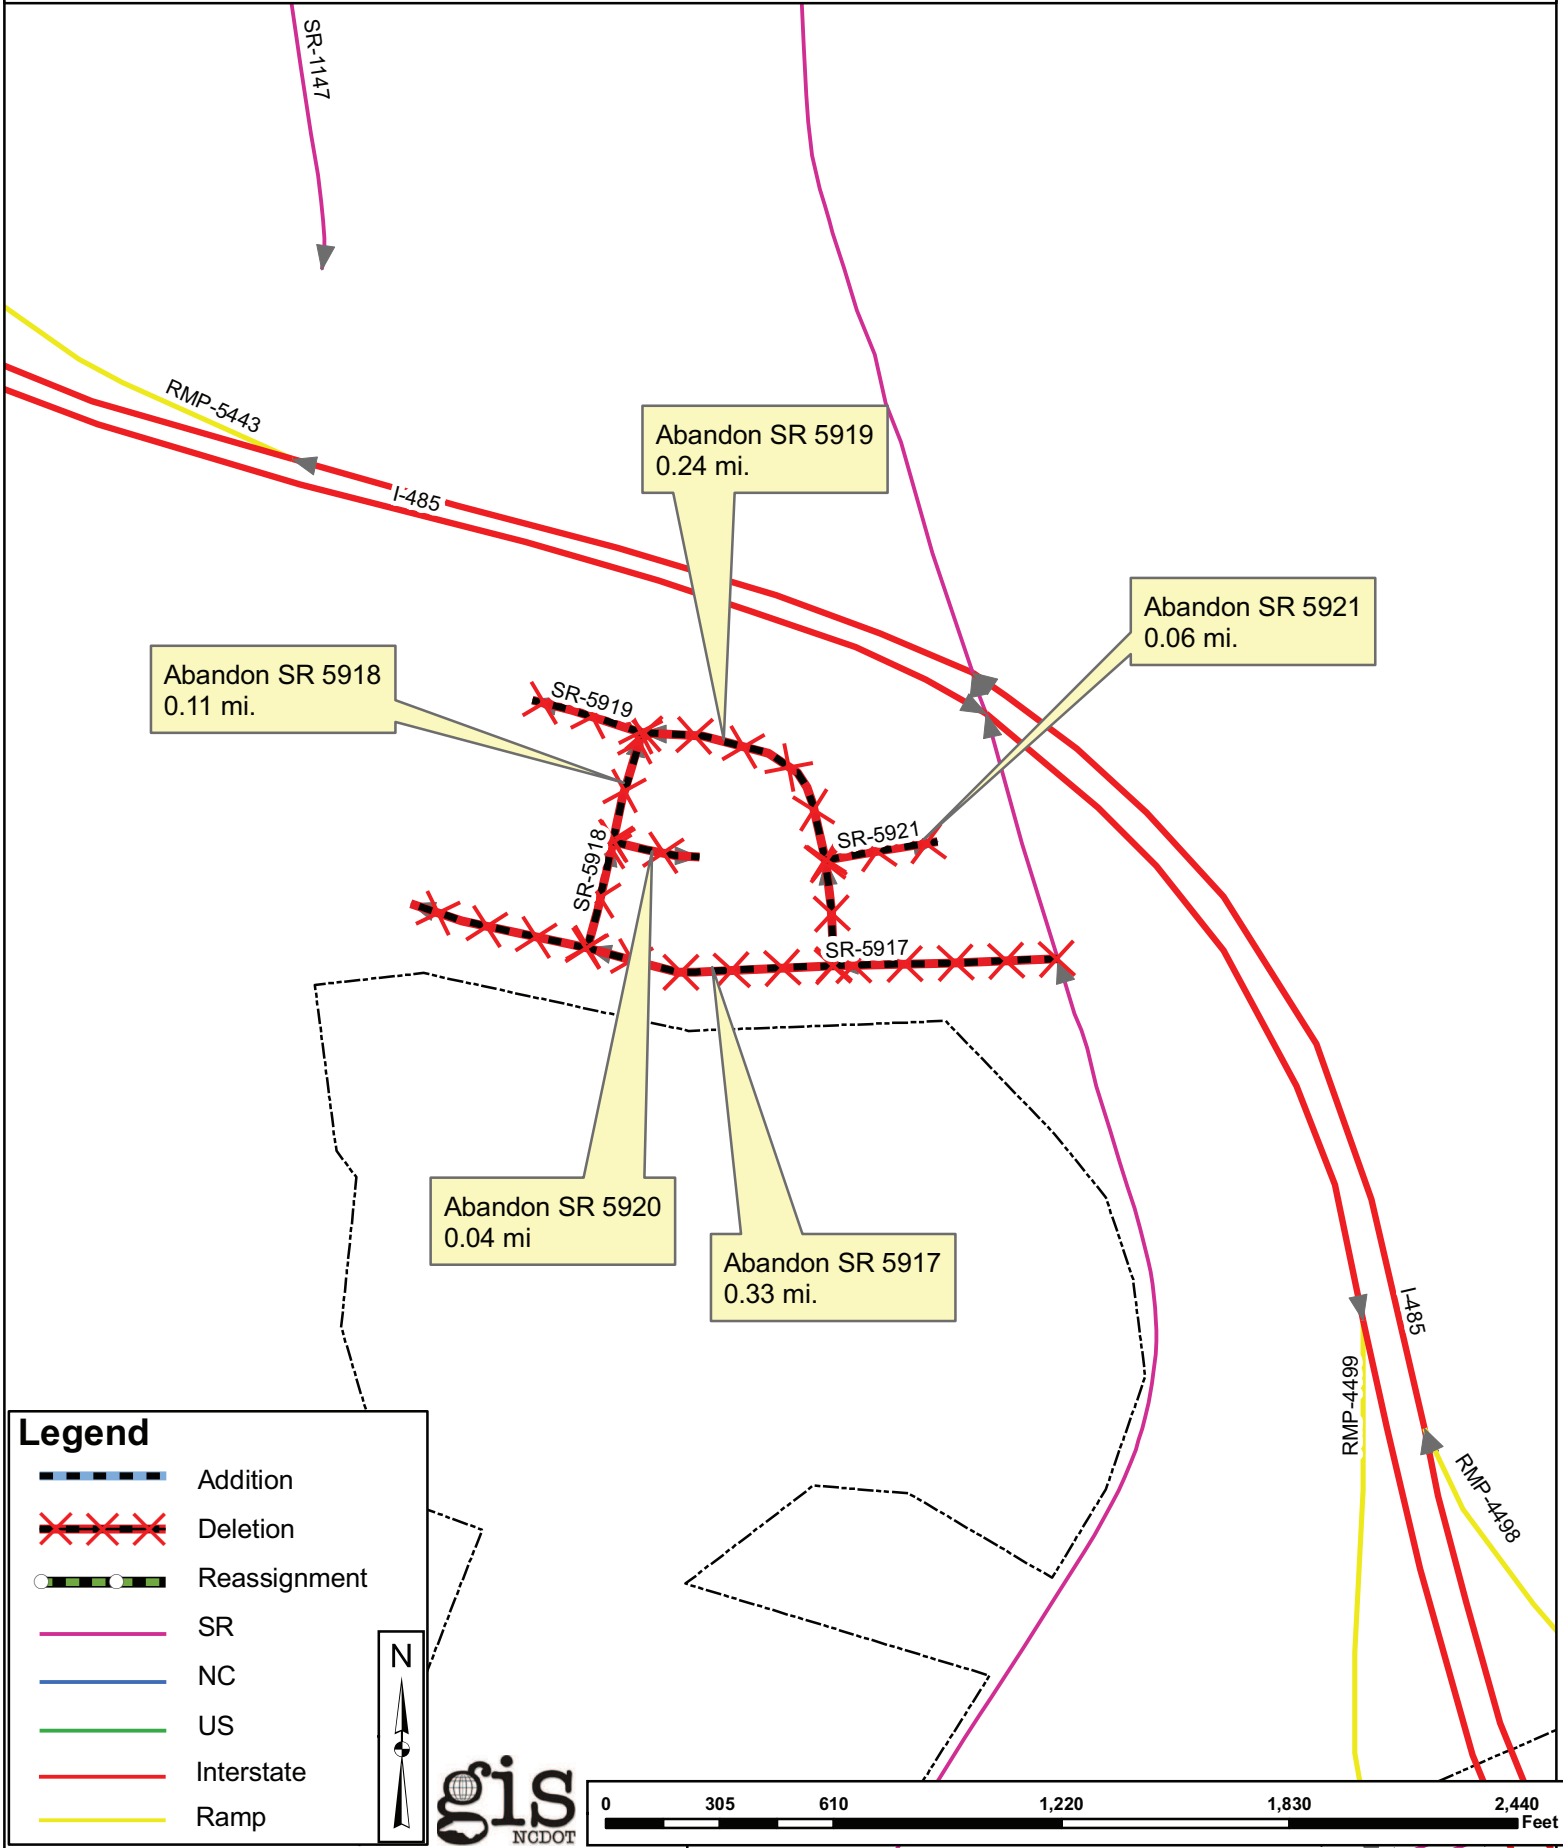 SR-1147
RMP-5443
I-485
Abandon SR 5919
0.24 mi.
Abandon SR 5921
0.06 mi.
Abandon SR 5918
0.11 mi.
SR-5919
SR-5921
SR-5918
SR-5917
Abandon SR 5920
0.04 mi
Abandon SR 5917
0.33 mi.
I-485
RMP-4499
RMP-4498
Legend
Addition
Deletion
Reassignment
SR
NC
US
Interstate
Ramp
N
gis
NCDOT
0 305 610 1,220 1,830 2,440
Feet